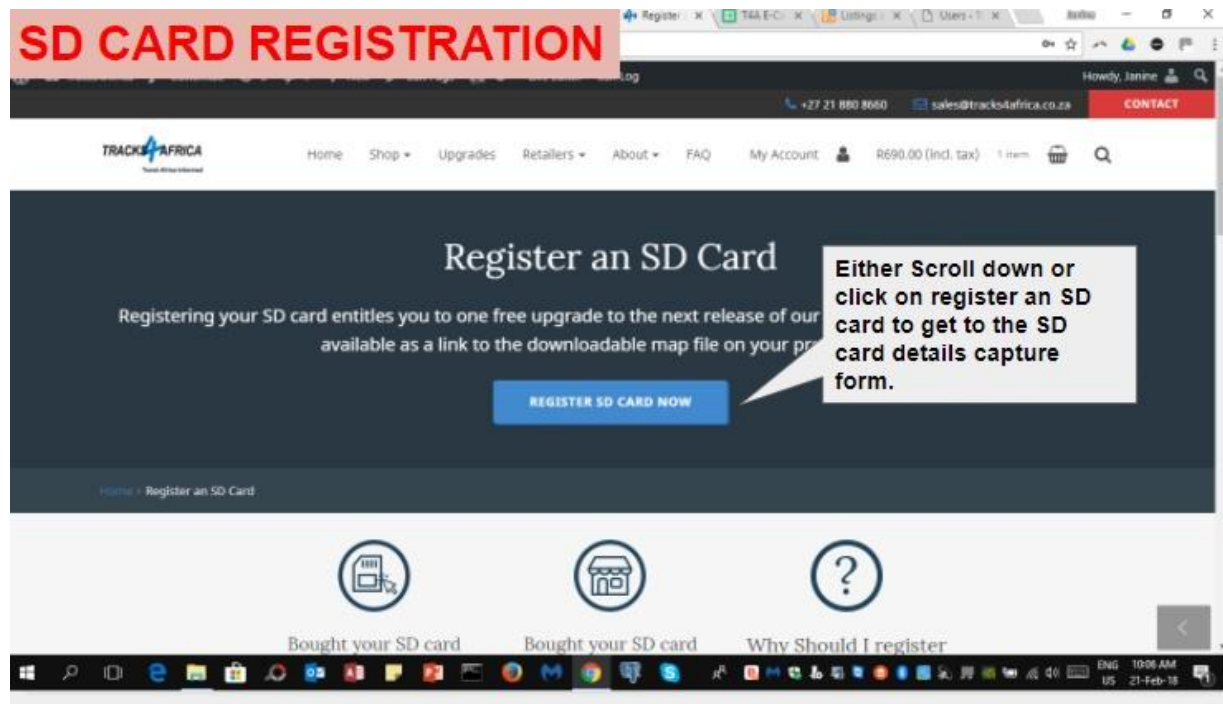 SD CARD REGISTRATION
Register
T4A E-C
Listings
Users - T
Howdy, Janine
+27 21 880 8660
sales@tracks4africa.co.za
CONTACT
TRACKS4AFRICA
Home
Shop
Upgrades
Retailers
About
FAQ
My Account
R690.00 (incl. tax)
1 item
Register an SD Card
Registering your SD card entitles you to one free upgrade to the next release of our
available as a link to the downloadable map file on your
REGISTER SD CARD NOW
Either Scroll down or
click on register an SD
card to get to the SD
card details capture
form.
Home
Register an SD Card
Bought your SD card
Bought your SD card
Why Should I register
ENG
US
10:06 AM
21-Feb-18